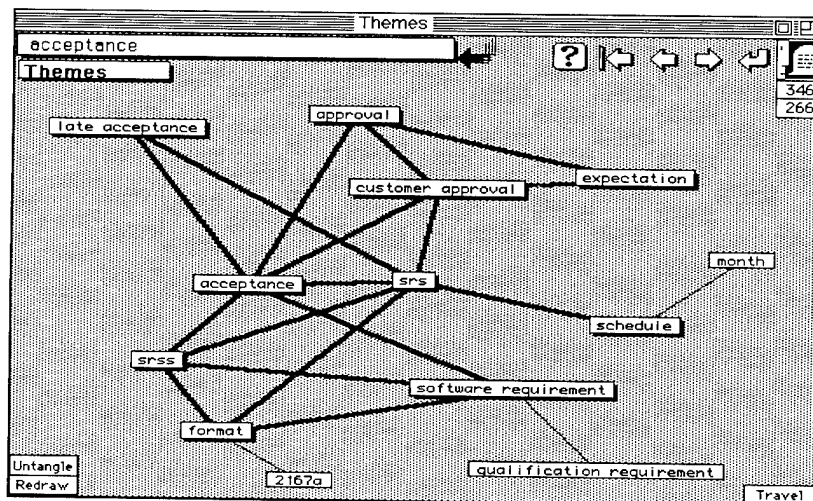 Themes
acceptance
?
Themes
346
266
late acceptance
approval
customer approval
expectation
month
acceptance
srs
schedule
srss
software requirement
format
Untangle
Redraw
2167a
qualification requirement
Travel